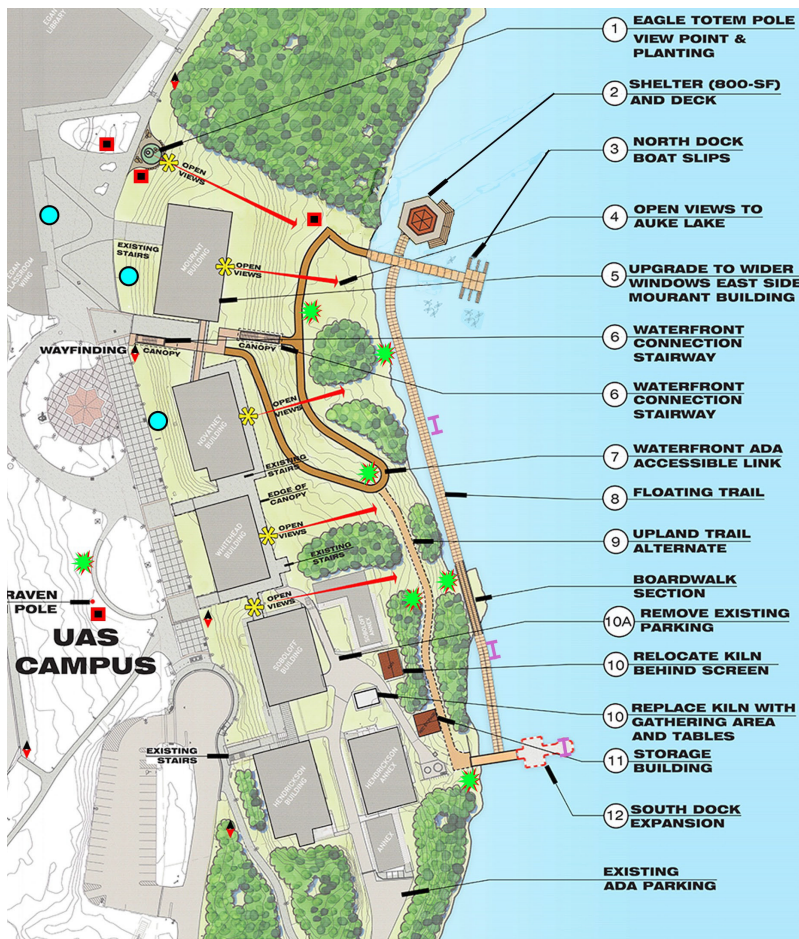 EGAN
LIBRARY
1
EAGLE TOTEM POLE
VIEW POINT &
PLANTING
2
SHELTER (800-SF)
AND DECK
3
NORTH DOCK
BOAT SLIPS
OPEN
VIEWS
4
OPEN VIEWS TO
AUKE LAKE
EXISTING
STAIRS
MOURANT
BUILDING
EGAN
CLASSROOM
WING
OPEN
VIEWS
5
UPGRADE TO WIDER
WINDOWS EAST SIDE
MOURANT BUILDING
WAYFINDING
CANOPY
CANOPY
6
WATERFRONT
CONNECTION
STAIRWAY
6
WATERFRONT
CONNECTION
STAIRWAY
OPEN
VIEWS
NOVATNEY
BUILDING
EXISTING
STAIRS
7
WATERFRONT ADA
ACCESSIBLE LINK
EDGE OF
CANOPY
8
FLOATING TRAIL
WHITEHEAD
BUILDING
OPEN
VIEWS
EXISTING
STAIRS
9
UPLAND TRAIL
ALTERNATE
BOARDWALK
SECTION
RAVEN
POLE
OPEN
VIEWS
UAS
CAMPUS
SOBOLOFF
BUILDING
ANNEX
10A
REMOVE EXISTING
PARKING
10
RELOCATE KILN
BEHIND SCREEN
10
REPLACE KILN WITH
GATHERING AREA
AND TABLES
EXISTING
STAIRS
HENDRICKSON
BUILDING
HENDRICKSON
ANNEX
11
STORAGE
BUILDING
12
SOUTH DOCK
EXPANSION
ANNEX
EXISTING
ADA PARKING